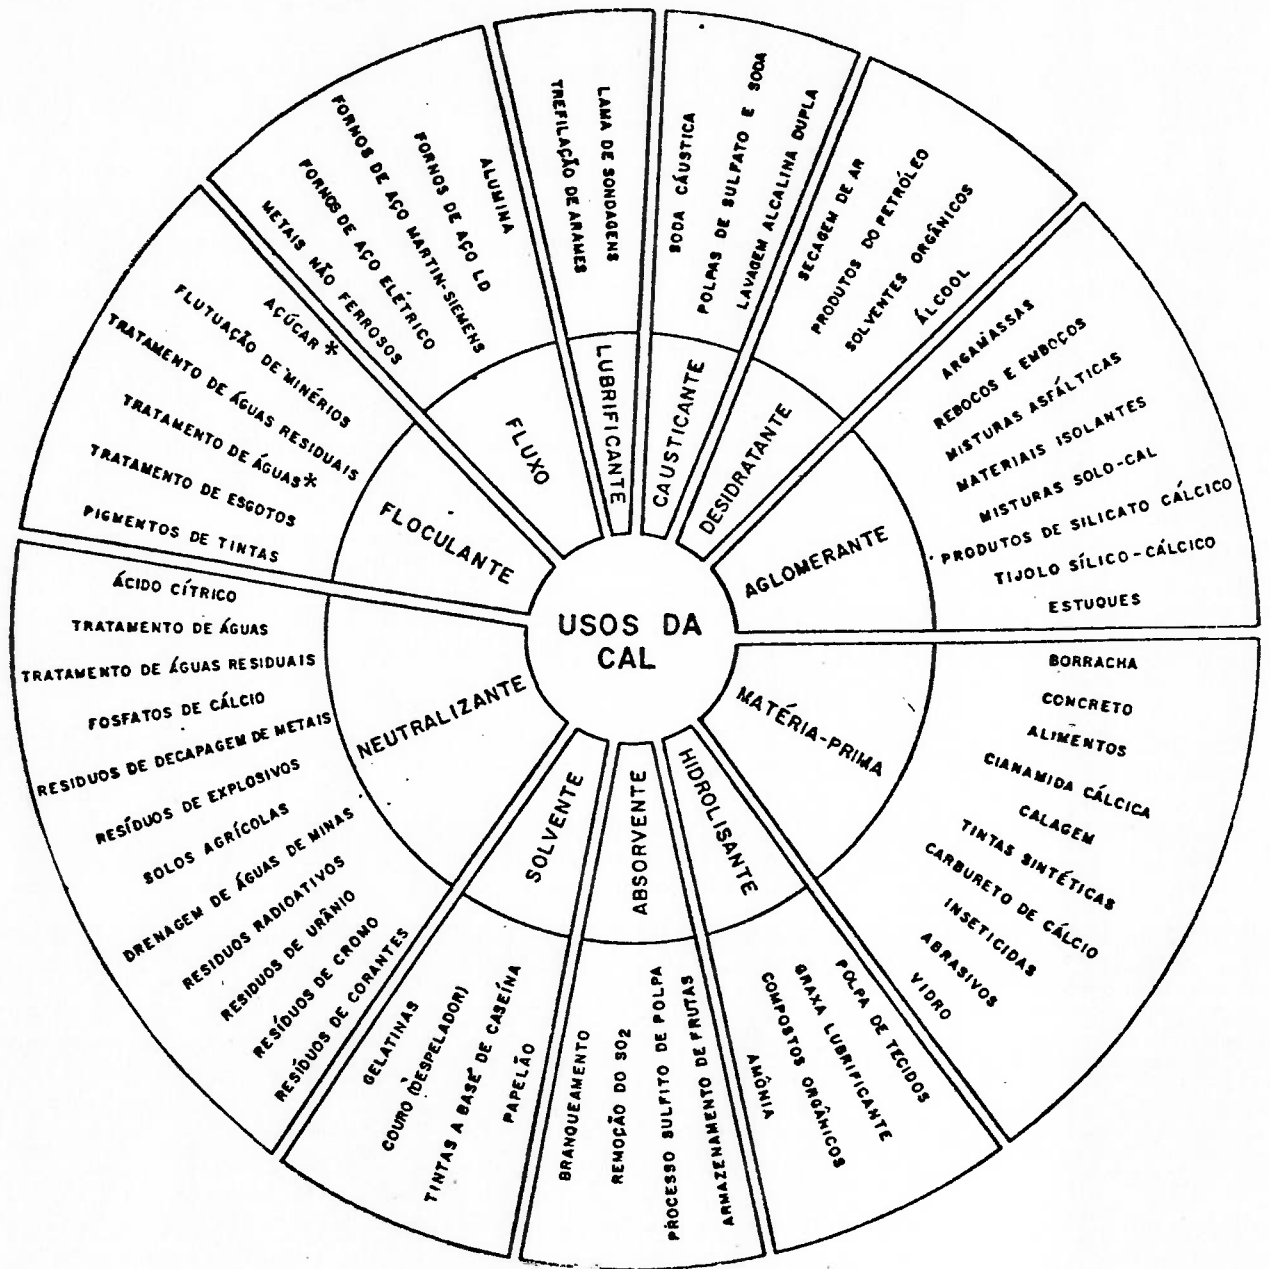 USOS DA
CAL
LUBRIFICANTE
TREFILAÇÃO DE ARAMES
LAMA DE SONDAGENS
CAUSTICANTE
SODA CÁUSTICA
POLPAS DE SULFATO E SODA
LAVAGEM ALCALINA DUPLA
DESIDRATANTE
SECAGEM DE AR
PRODUTOS DO PETRÓLEO
SOLVENTES ORGÂNICOS
ÁLCOOL
AGLOMERANTE
ARGAMASSAS
REBOCOS E EMBOÇOS
MISTURAS ASFÁLTICAS
MATERIAIS ISOLANTES
MISTURAS SOLO-CAL
PRODUTOS DE SILICATO CÁLCICO
TIJOLO SÍLICO-CÁLCICO
ESTUQUES
MATÉRIA-PRIMA
BORRACHA
CONCRETO
ALIMENTOS
CIANAMIDA CÁLCICA
CALAGEM
TINTAS SINTÉTICAS
CARBURETO DE CÁLCIO
INSETICIDAS
ABRASIVOS
VIDRO
HIDROLISANTE
POLPA DE TECIDOS
GRAXA LUBRIFICANTE
COMPOSTOS ORGÂNICOS
AMÔNIA
ABSORVENTE
BRANQUEAMENTO
REMOÇÃO DO SO2
PROCESSO SULFITO DE POLPA
ARMAZENAMENTO DE FRUTAS
SOLVENTE
GELATINAS
COURO (DESPELADOR)
TINTAS A BASE DE CASEÍNA
PAPELÃO
NEUTRALIZANTE
ÁCIDO CÍTRICO
TRATAMENTO DE ÁGUAS
TRATAMENTO DE ÁGUAS RESIDUAIS
FOSFATOS DE CÁLCIO
RESIDUOS DE DECAPAGEM DE METAIS
RESÍDUOS DE EXPLOSIVOS
SOLOS AGRÍCOLAS
DRENAGEM DE ÁGUAS DE MINAS
RESIDUOS RADIOATIVOS
RESIDUOS DE URÂNIO
RESÍDUOS DE CROMO
RESÍDUOS DE CORANTES
FLOCULANTE
AÇÚCAR*
FLUTUAÇÃO DE MINÉRIOS
TRATAMENTO DE ÁGUAS RESIDUAIS
TRATAMENTO DE ÁGUAS*
TRATAMENTO DE ESGOTOS
PIGMENTOS DE TINTAS
FLUXO
METAIS NÃO FERROSOS
FORNOS DE AÇO ELÉTRICO
FORNOS DE AÇO MARTIN-SIEMENS
FORNOS DE AÇO LD
ALUMINA